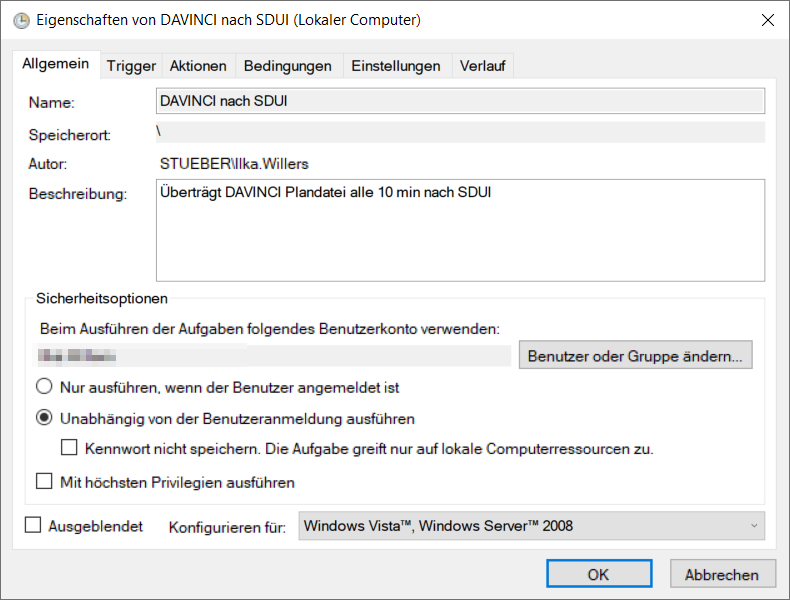 Eigenschaften von DAVINCI nach SDUI (Lokaler Computer)
Allgemein Trigger Aktionen Bedingungen Einstellungen Verlauf
Name: DAVINCI nach SDUI
Speicherort: \
Autor: STUEBER\Ilka.Willers
Beschreibung: Überträgt DAVINCI Plandatei alle 10 min nach SDUI
Sicherheitsoptionen
Beim Ausführen der Aufgaben folgendes Benutzerkonto verwenden:
Benutzer oder Gruppe ändern...
Nur ausführen, wenn der Benutzer angemeldet ist
Unabhängig von der Benutzeranmeldung ausführen
Kennwort nicht speichern. Die Aufgabe greift nur auf lokale Computerressourcen zu.
Mit höchsten Privilegien ausführen
Ausgeblendet Konfigurieren für: Windows Vista™, Windows Server™ 2008
OK Abbrechen